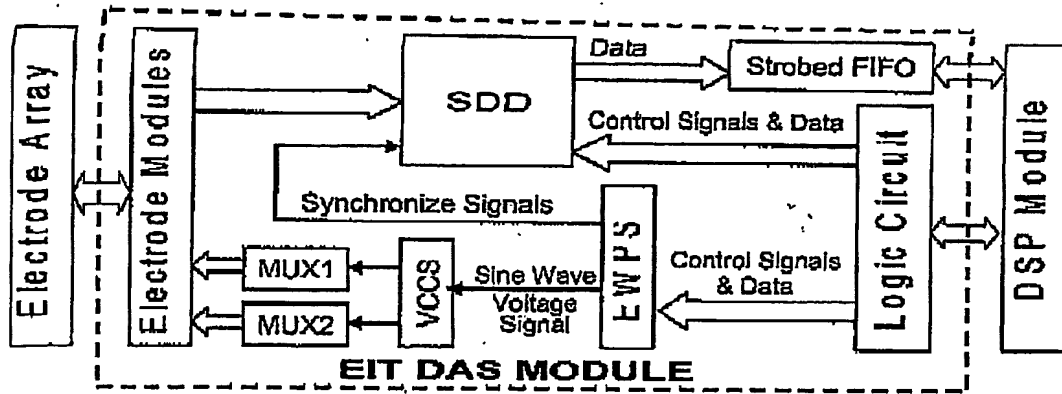 Electrode Array
Electrode Modules
SDD
Data
Strobed FIFO
Control Signals & Data
Synchronize Signals
MUX1
MUX2
VCCS
Sine Wave
Voltage
Signal
EWPS
Control Signals
& Data
Logic Circuit
DSP Module
EIT DAS MODULE